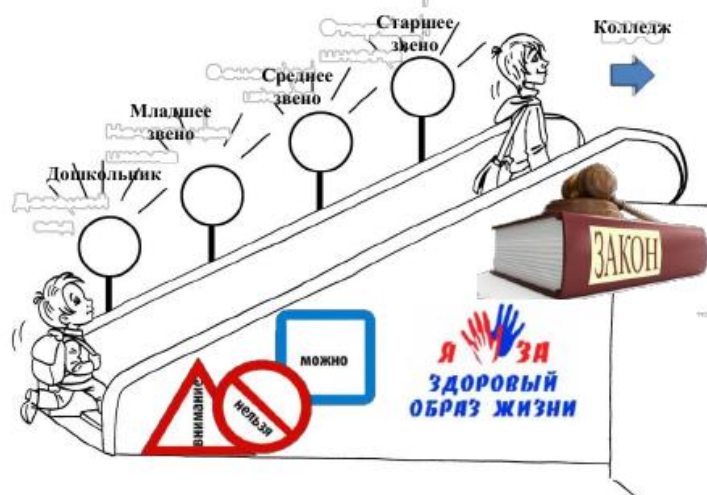 Старшее
звено
Колледж
Среднее
звено
Младшее
звено
Дошкольник
ЗАКОН
можно
внимание
нельзя
Я ЗА
ЗДОРОВЫЙ
ОБРАЗ ЖИЗНИ